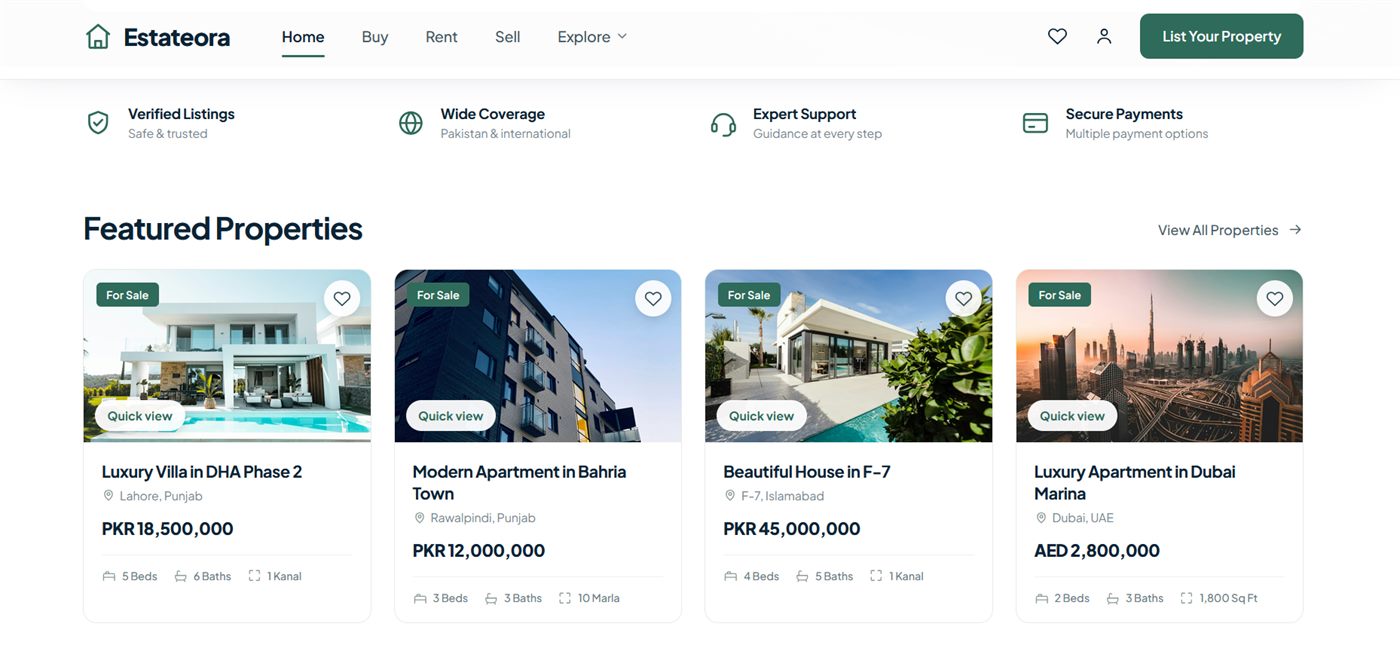 Estateora
Home
Buy
Rent
Sell
Explore
List Your Property
Verified Listings
Safe & trusted
Wide Coverage
Pakistan & international
Expert Support
Guidance at every step
Secure Payments
Multiple payment options
Featured Properties
View All Properties
For Sale
Quick view
Luxury Villa in DHA Phase 2
Lahore, Punjab
PKR 18,500,000
5 Beds
6 Baths
1 Kanal
For Sale
Quick view
Modern Apartment in Bahria
Town
Rawalpindi, Punjab
PKR 12,000,000
3 Beds
3 Baths
10 Marla
For Sale
Quick view
Beautiful House in F-7
F-7, Islamabad
PKR 45,000,000
4 Beds
5 Baths
1 Kanal
For Sale
Quick view
Luxury Apartment in Dubai
Marina
Dubai, UAE
AED 2,800,000
2 Beds
3 Baths
1,800 Sq Ft